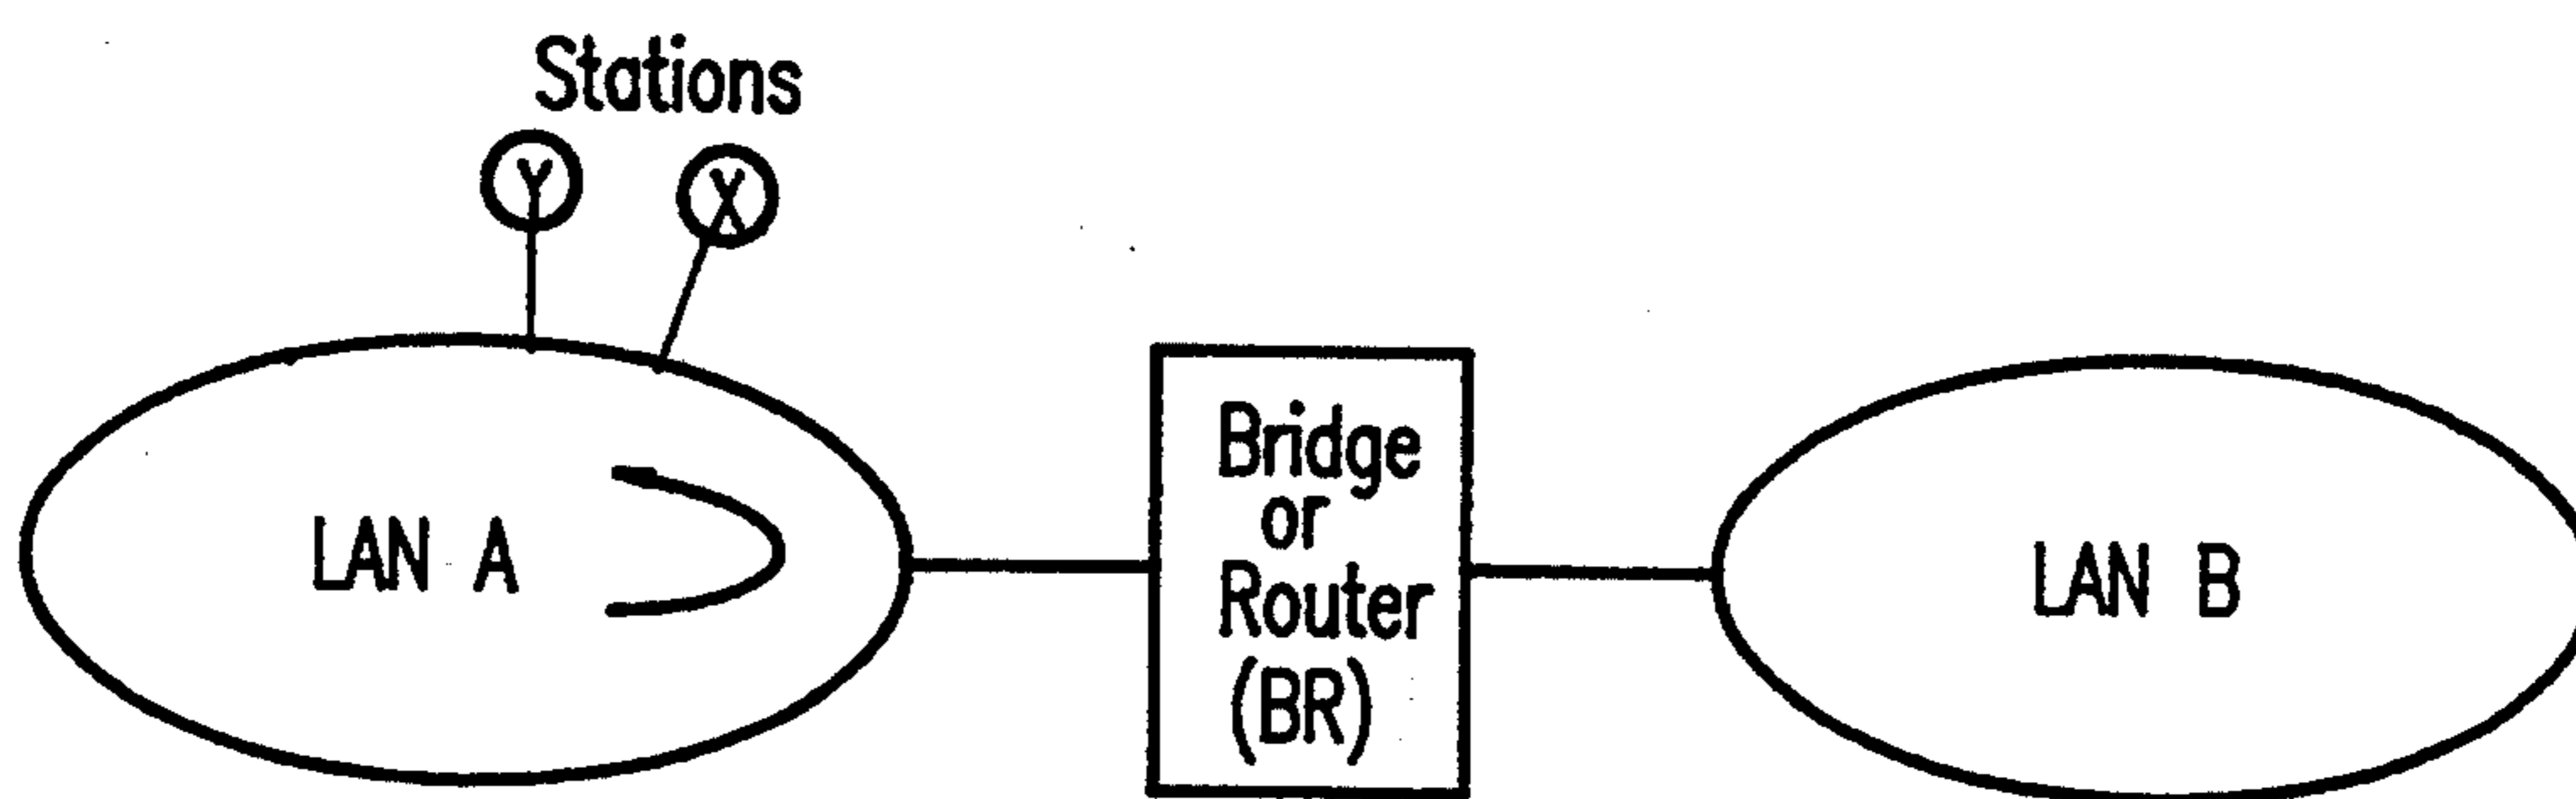 Stations
Y
X
LAN A
Bridge
or
Router
(BR)
LAN B